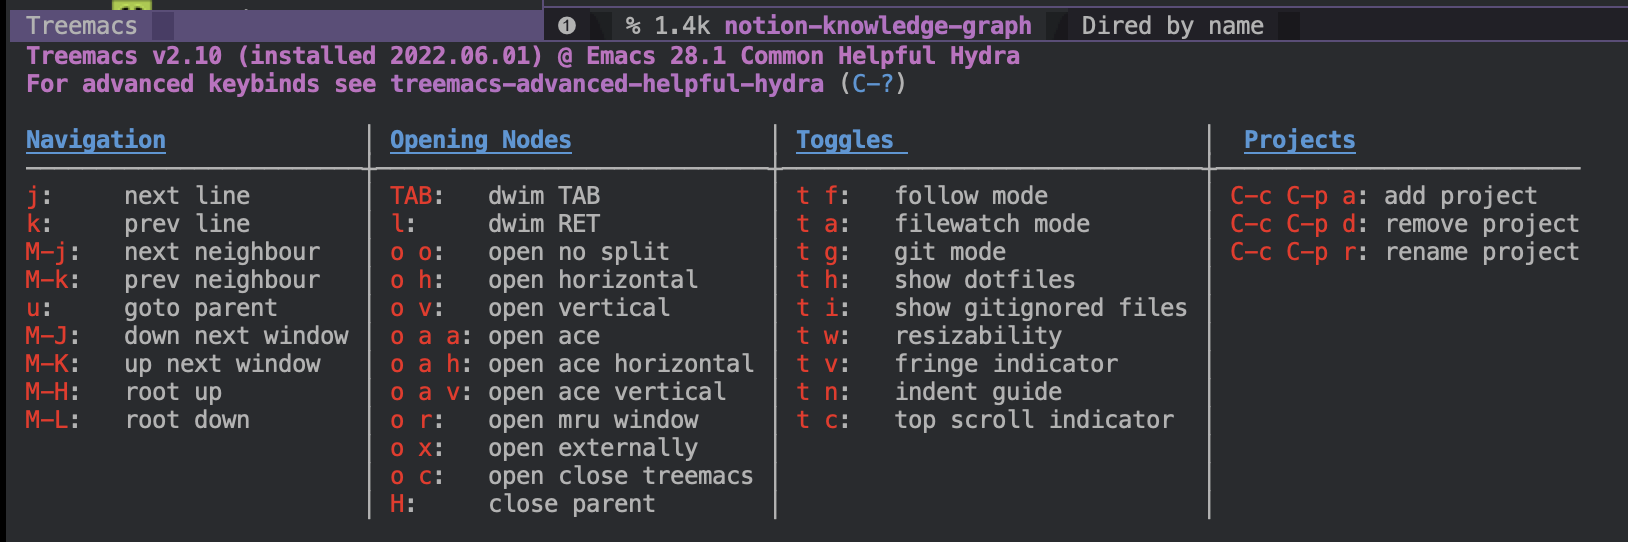 Treemacs ❶ % 1.4k notion-knowledge-graph Dired by name
Treemacs v2.10 (installed 2022.06.01) @ Emacs 28.1 Common Helpful Hydra
For advanced keybinds see treemacs-advanced-helpful-hydra (C-?)
Navigation Opening Nodes Toggles Projects
j: next line TAB: dwim TAB t f: follow mode C-c C-p a: add project
k: prev line l: dwim RET t a: filewatch mode C-c C-p d: remove project
M-j: next neighbour o o: open no split t g: git mode C-c C-p r: rename project
M-k: prev neighbour o h: open horizontal t h: show dotfiles
u: goto parent o v: open vertical t i: show gitignored files
M-J: down next window o a a: open ace t w: resizability
M-K: up next window o a h: open ace horizontal t v: fringe indicator
M-H: root up o a v: open ace vertical t n: indent guide
M-L: root down o r: open mru window t c: top scroll indicator
o x: open externally
o c: open close treemacs
H: close parent